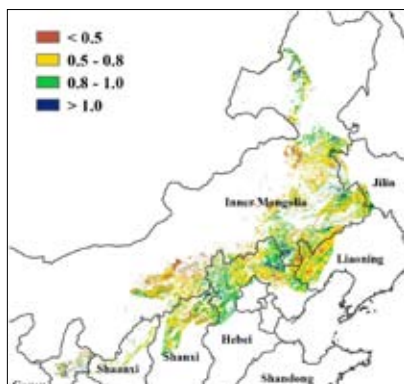 < 0.5
0.5 - 0.8
0.8 - 1.0
> 1.0
Jilin
Inner Mongolia
Liaoning
Hebei
Shaanxi
Shanxi
Shandong